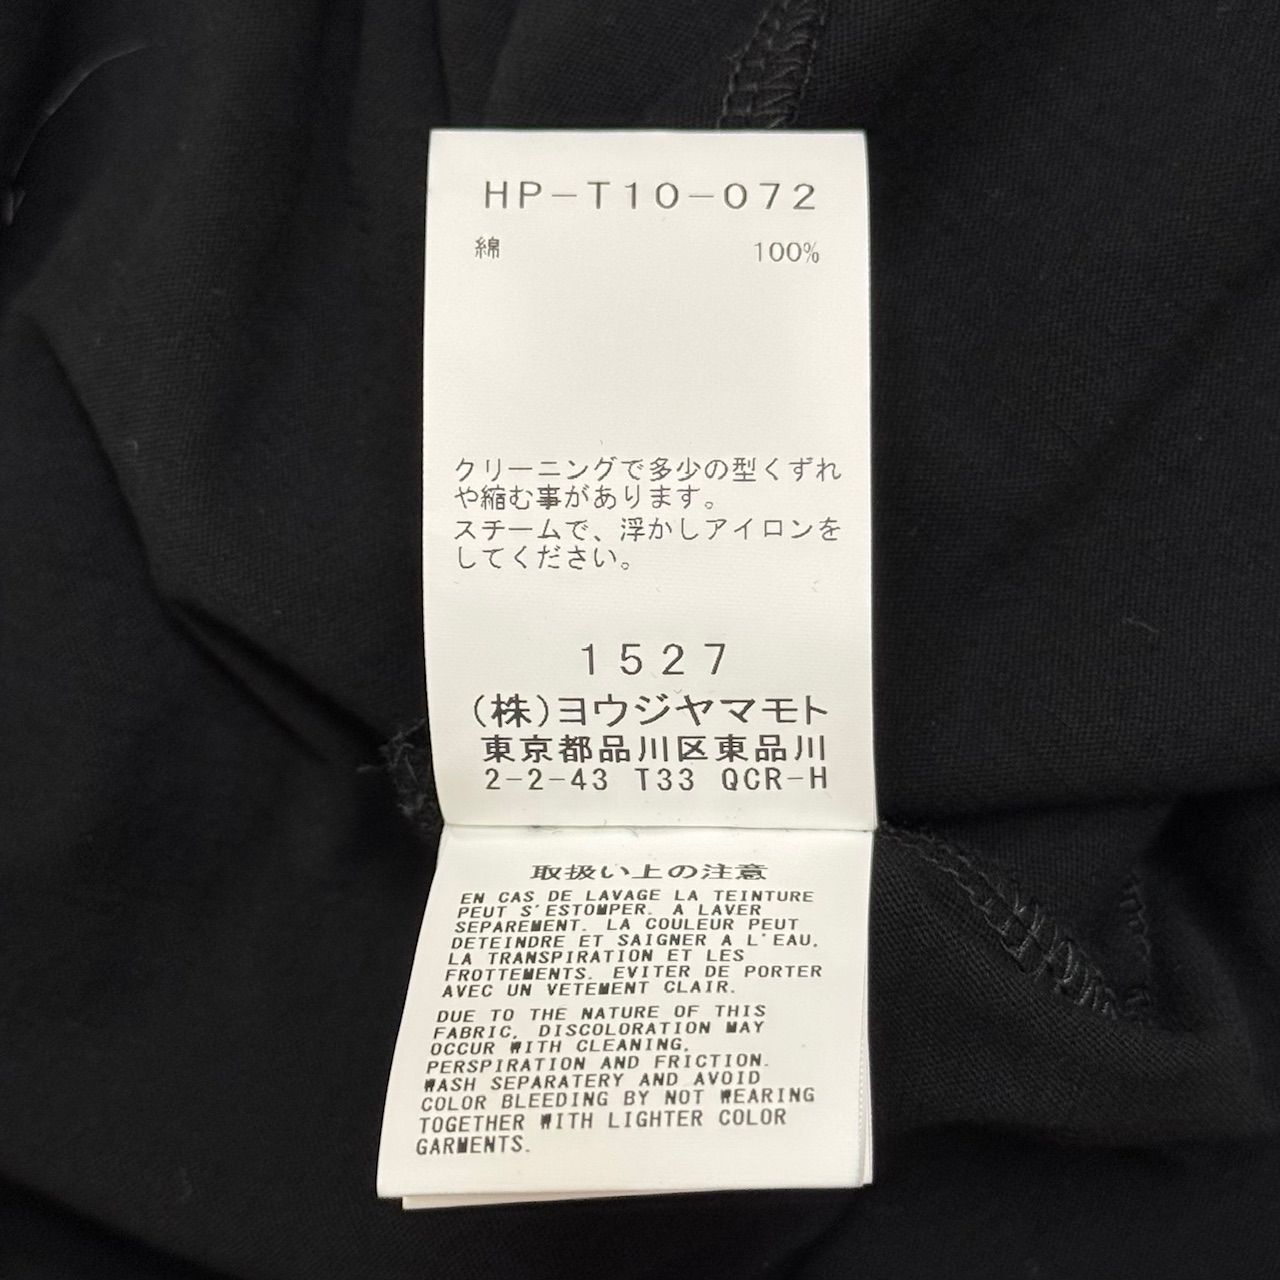 HP-T10-072
綿 100%
クリーニングで多少の型くずれ
や縮む事があります。
スチームで、浮かしアイロンを
してください。
1527
(株)ヨウジヤマモト
東京都品川区東品川
2-2-43 T33 QCR-H
取扱い上の注意
EN CAS DE LAVAGE LA TEINTURE
PEUT S'ESTOMPER. A LAVER
SEPAREMENT. LA COULEUR PEUT
DETEINDRE ET SAIGNER A L'EAU,
LA TRANSPIRATION ET LES
FROTTEMENTS. EVITER DE PORTER
AVEC UN VETEMENT CLAIR.
DUE TO THE NATURE OF THIS
FABRIC, DISCOLORATION MAY
OCCUR WITH CLEANING,
PERSPIRATION AND FRICTION.
WASH SEPARATERY AND AVOID
COLOR BLEEDING BY NOT WEARING
TOGETHER WITH LIGHTER COLOR
GARMENTS.